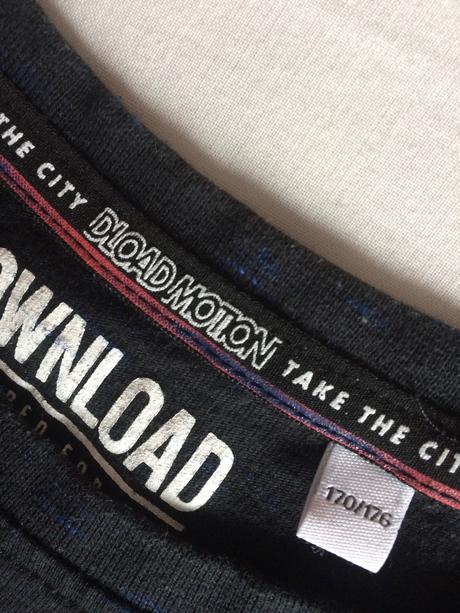 THE CITY DLOAD MOTION TAKE THE CIT
OWNLOAD
170/176